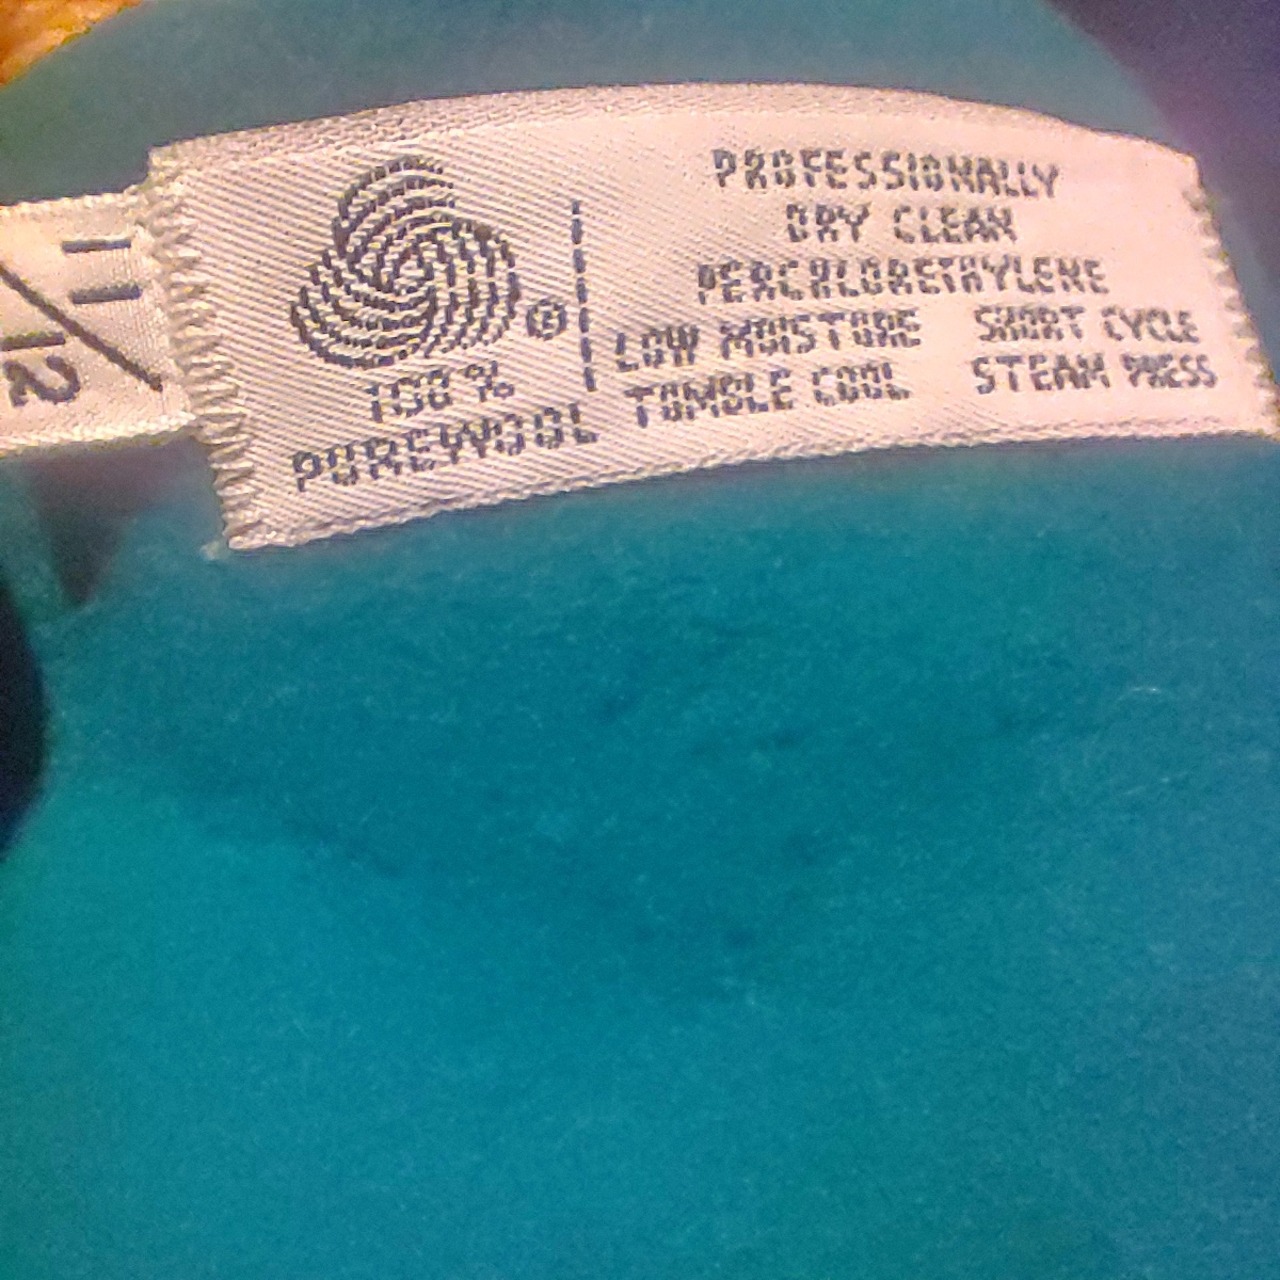 11/12
®
100%
PUREWOOL
PROFESSIONALLY
DRY CLEAN
PERCHLORETHYLENE
LOW MOISTURE SHORT CYCLE
TUMBLE COOL STEAM PRESS